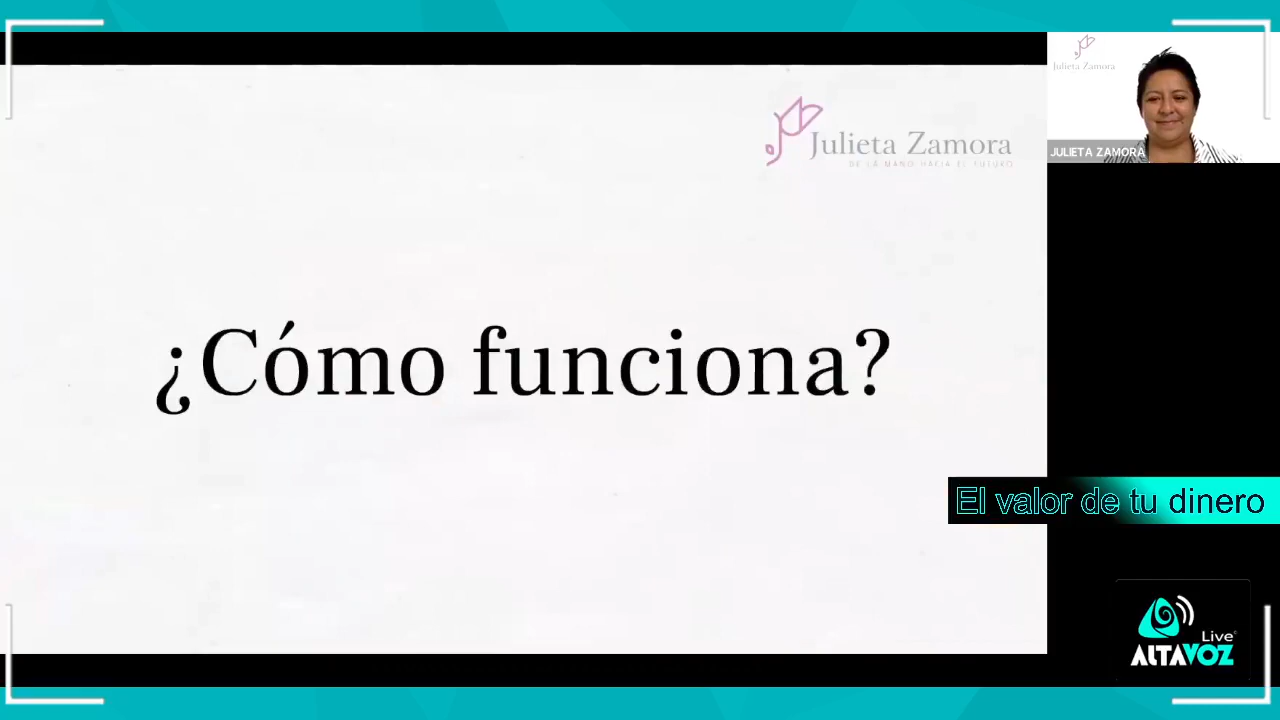 Julieta Zamora
DE LA MANO HACIA EL FUTURO
¿Cómo funciona?
Julieta Zamora
JULIETA ZAMORA
El valor de tu dinero
Live
ALTAVOZ